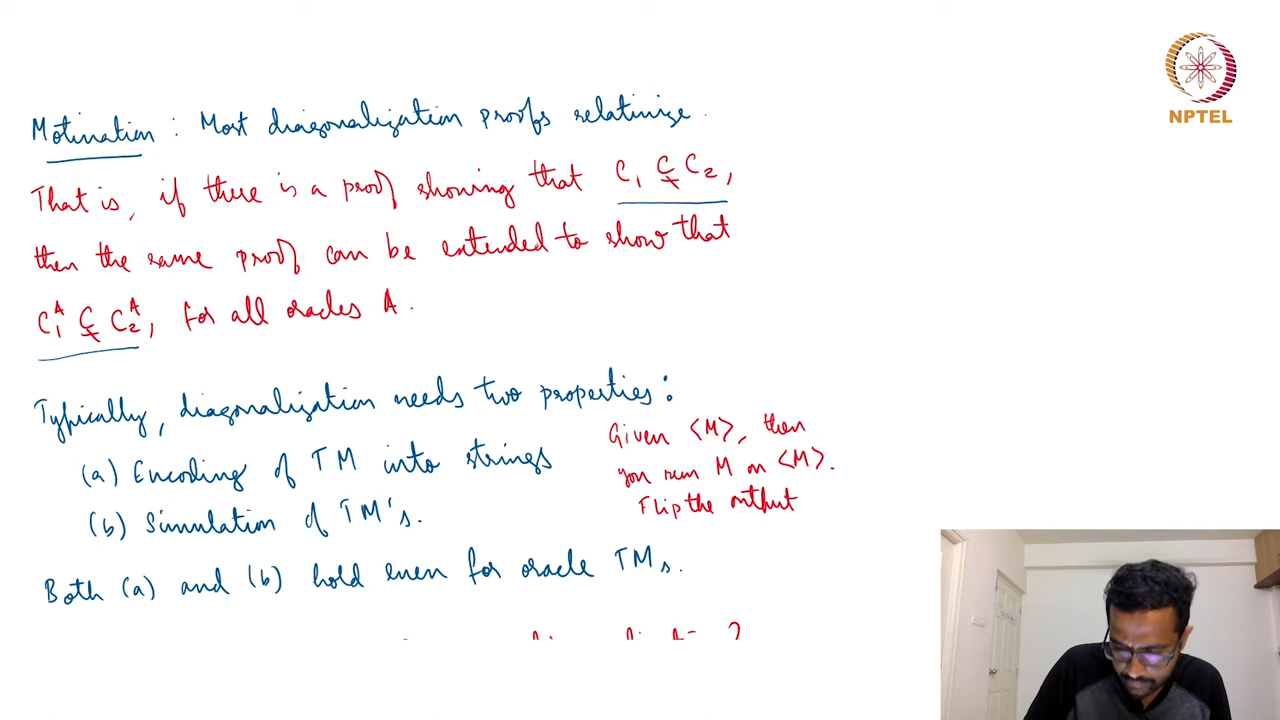 NPTEL
Motivation : Most diagonalization proofs relativize.
That is, if there is a proof showing that C₁ ⊊ C₂,
then the same proof can be extended to show that
C₁ᴬ ⊊ C₂ᴬ, for all oracles A.
Typically, diagonalization needs two properties:
(a) Encoding of TM into strings
(b) Simulation of TM's.
Given <M>, then
you run M on <M>.
Flip the output
Both (a) and (b) hold even for oracle TMs.